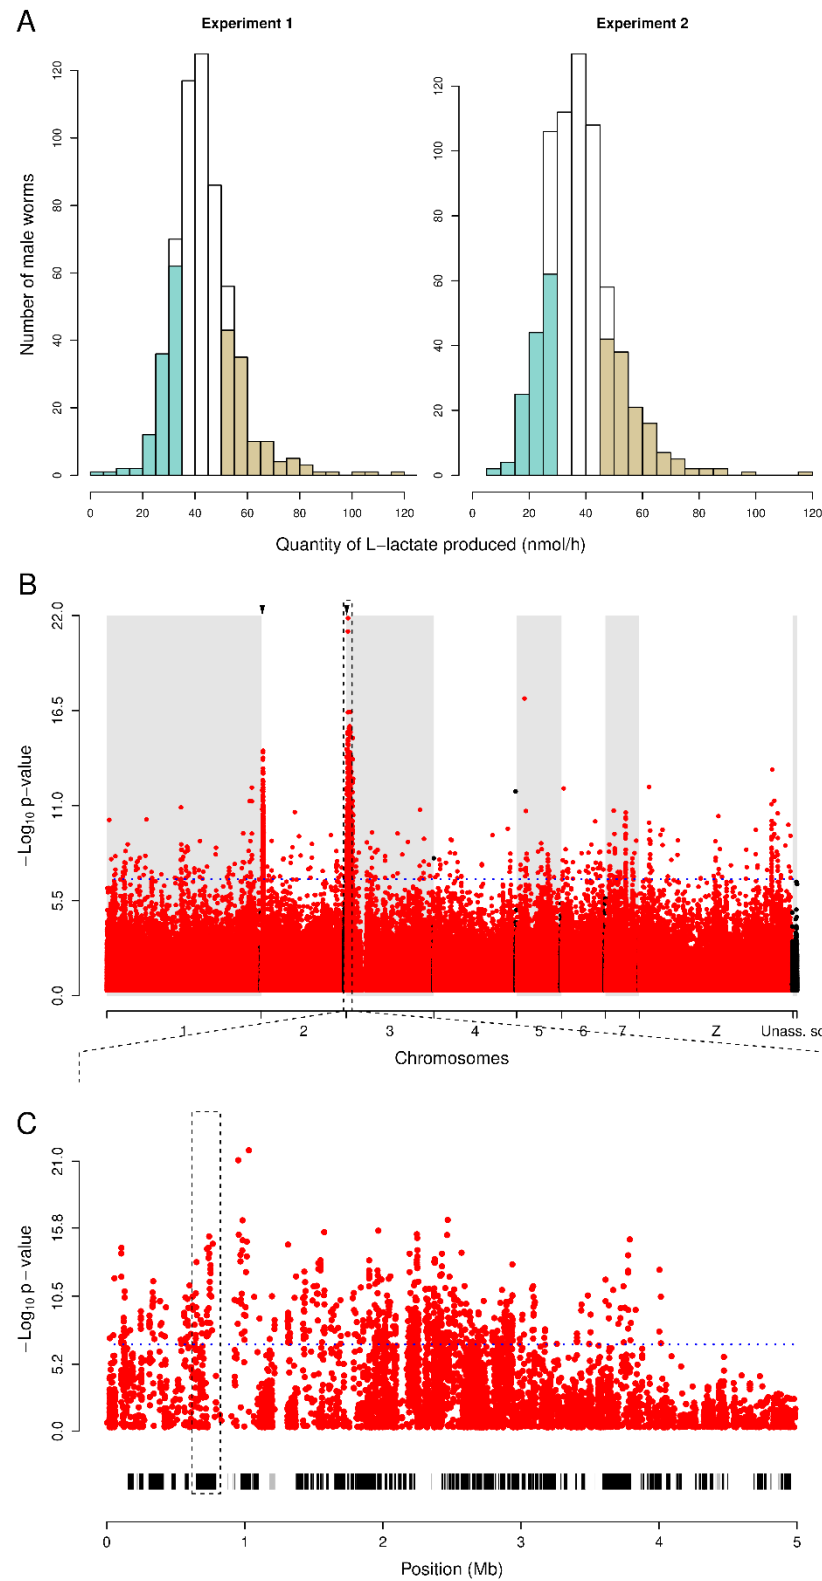 A
Experiment 1
Experiment 2
Number of male worms
0 20 40 60 80 100 120
0 20 40 60 80 100 120
0 20 40 60 80 100 120
0 20 40 60 80 100 120
Quantity of L−lactate produced (nmol/h)
B
−Log10 p−value
0.0 5.5 11.0 16.5 22.0
1 2 3 4 5 6 7 Z Unass. sc
Chromosomes
C
−Log10 p − value
0.0 5.2 10.5 15.8 21.0
0 1 2 3 4 5
Position (Mb)